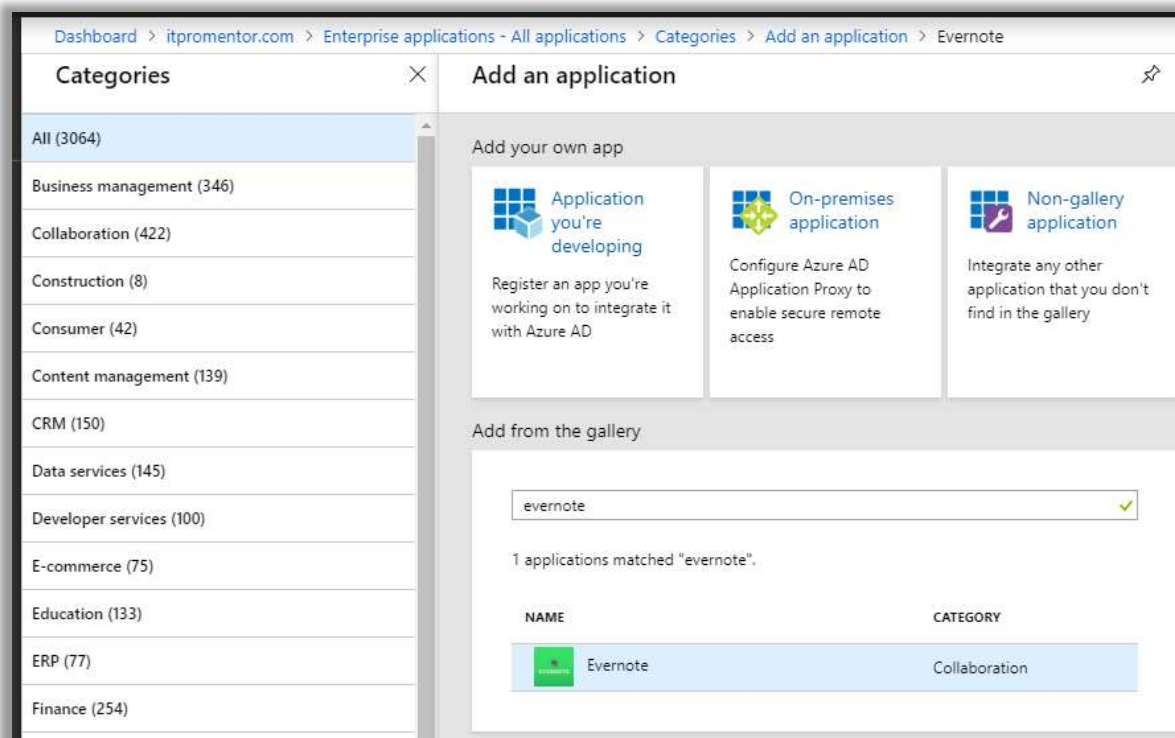 Dashboard > itpromentor.com > Enterprise applications - All applications > Categories > Add an application > Evernote
Categories
All (3064)
Business management (346)
Collaboration (422)
Construction (8)
Consumer (42)
Content management (139)
CRM (150)
Data services (145)
Developer services (100)
E-commerce (75)
Education (133)
ERP (77)
Finance (254)
Add an application
Add your own app
Application
you're
developing
Register an app you're
working on to integrate it
with Azure AD
On-premises
application
Configure Azure AD
Application Proxy to
enable secure remote
access
Non-gallery
application
Integrate any other
application that you don't
find in the gallery
Add from the gallery
evernote
1 applications matched "evernote".
NAME CATEGORY
Evernote Collaboration